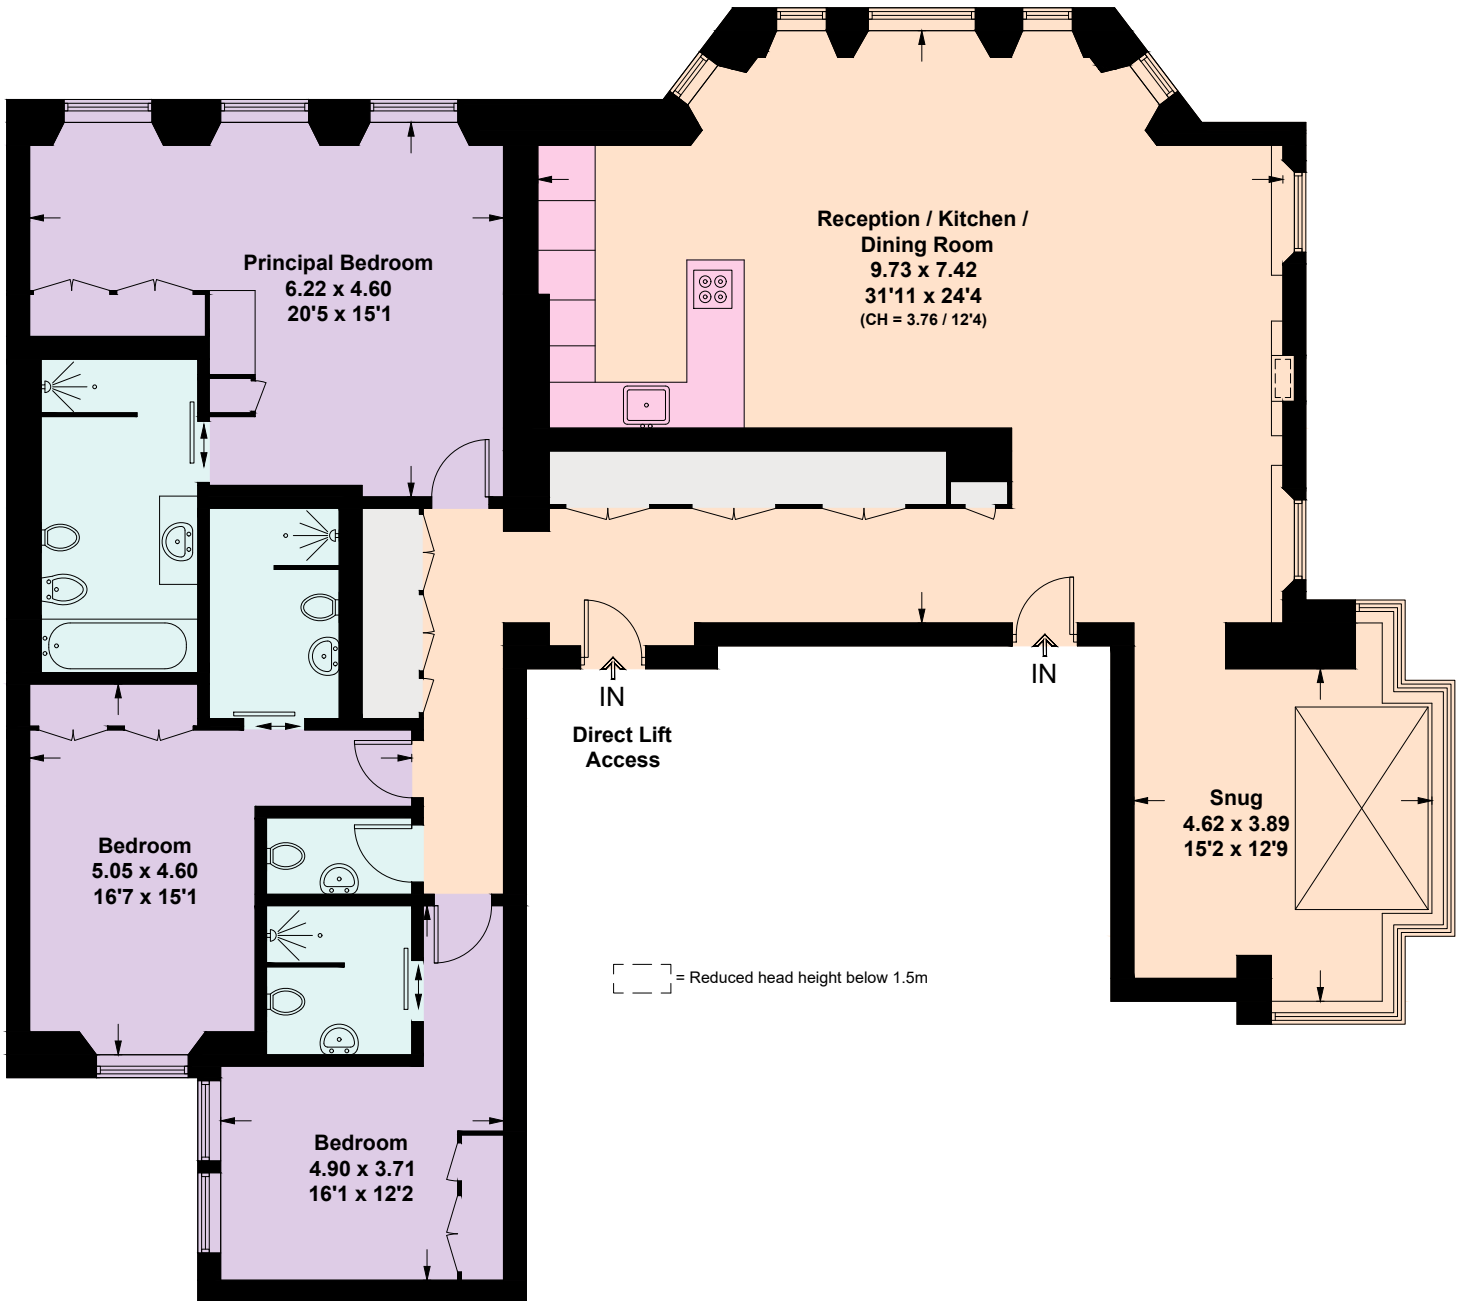 Reception / Kitchen /
Dining Room
9.73 x 7.42
31'11 x 24'4
(CH = 3.76 / 12'4)
Principal Bedroom
6.22 x 4.60
20'5 x 15'1
IN
Direct Lift
Access
IN
Snug
4.62 x 3.89
15'2 x 12'9
Bedroom
5.05 x 4.60
16'7 x 15'1
= Reduced head height below 1.5m
Bedroom
4.90 x 3.71
16'1 x 12'2